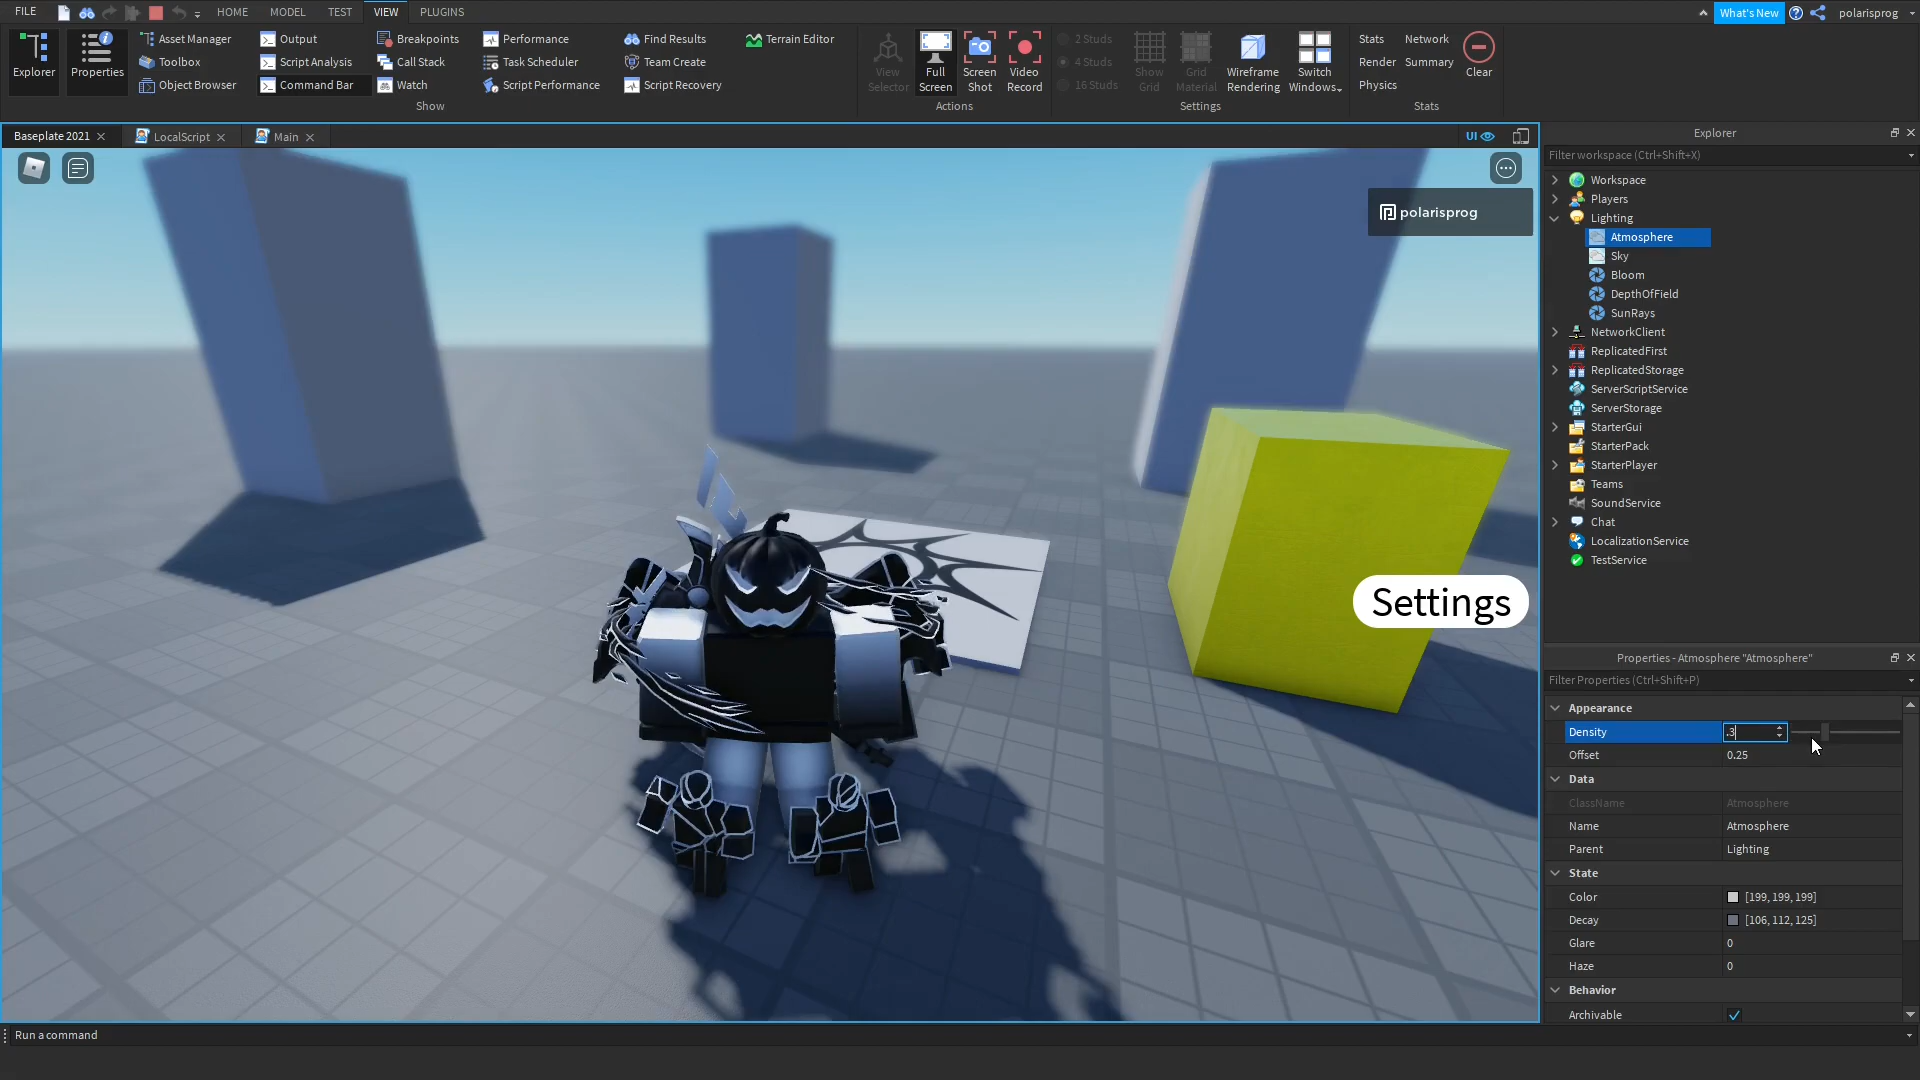 FILE
HOME
MODEL
TEST
VIEW
PLUGINS
What's New
polarisprog
Explorer
Properties
Asset Manager
Toolbox
Object Browser
Output
Script Analysis
Command Bar
Breakpoints
Call Stack
Watch
Performance
Task Scheduler
Script Performance
Find Results
Team Create
Script Recovery
Terrain Editor
Show
View
Selector
Full
Screen
Screen
Shot
Video
Record
Actions
2 Studs
4 Studs
16 Studs
Show
Grid
Grid
Material
Wireframe
Rendering
Switch
Windows
Settings
Stats
Network
Render
Summary
Physics
Clear
Stats
Baseplate 2021
LocalScript
Main
UI
polarisprog
Settings
Explorer
Filter workspace (Ctrl+Shift+X)
Workspace
Players
Lighting
Atmosphere
Sky
Bloom
DepthOfField
SunRays
NetworkClient
ReplicatedFirst
ReplicatedStorage
ServerScriptService
ServerStorage
StarterGui
StarterPack
StarterPlayer
Teams
SoundService
Chat
LocalizationService
TestService
Properties - Atmosphere "Atmosphere"
Filter Properties (Ctrl+Shift+P)
Appearance
Density .3
Offset 0.25
Data
ClassName Atmosphere
Name Atmosphere
Parent Lighting
State
Color [199, 199, 199]
Decay [106, 112, 125]
Glare 0
Haze 0
Behavior
Archivable
Run a command